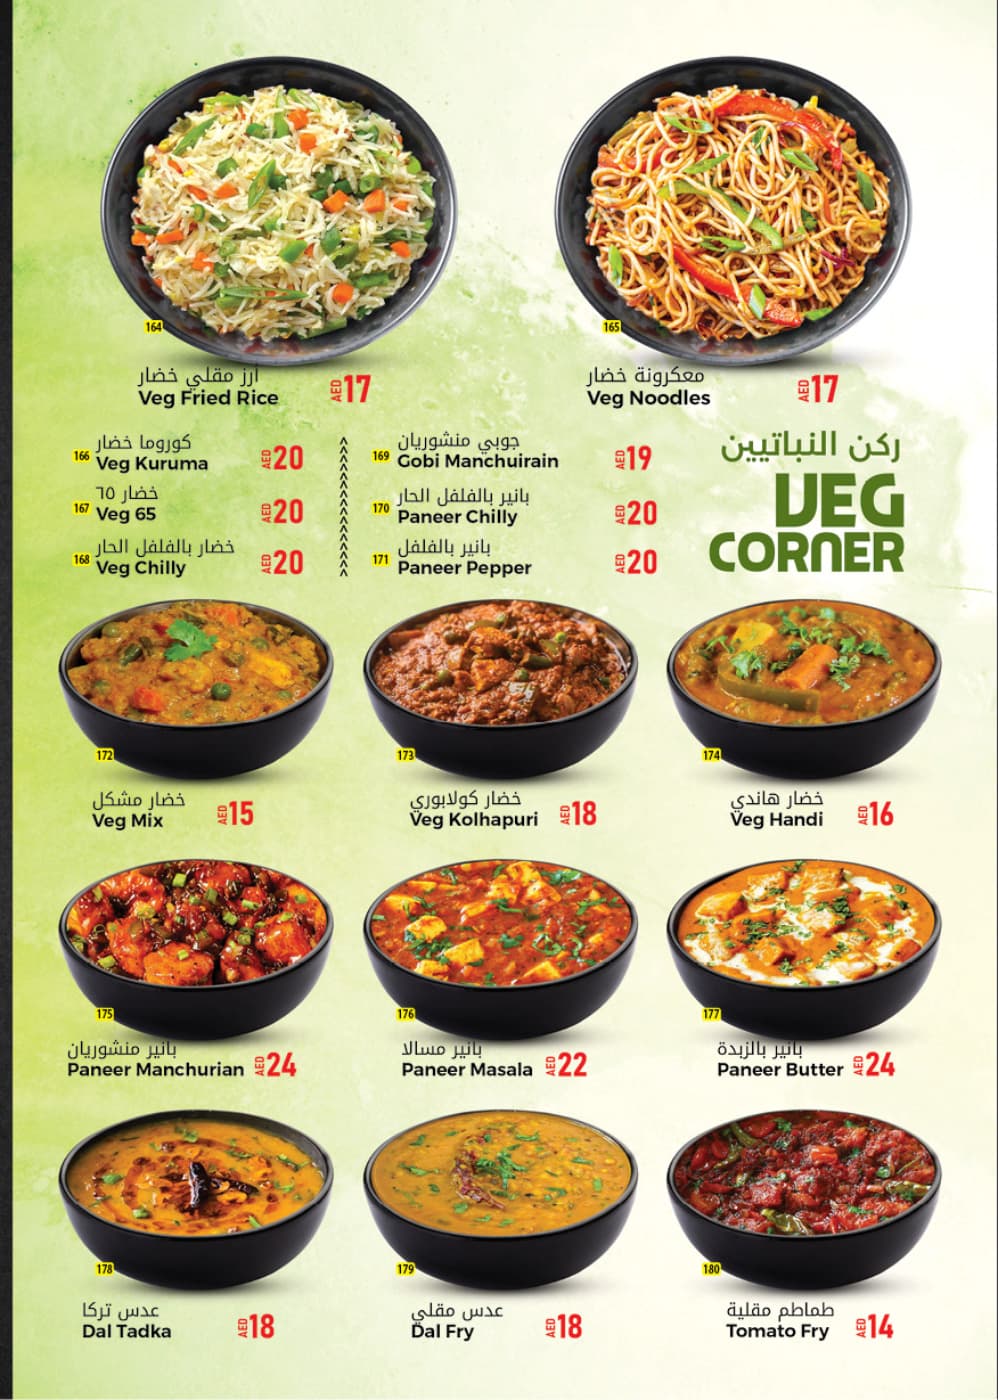 164
أرز مقلي خضار
Veg Fried Rice
AED 17
165
معكرونة خضار
Veg Noodles
AED 17
ركن النباتيين
VEG
CORNER
166
كوروما خضار
Veg Kuruma
AED 20
167
خضار ٦٥
Veg 65
AED 20
168
خضار بالفلفل الحار
Veg Chilly
AED 20
169
جوبي منشوريان
Gobi Manchuirain
AED 19
170
بانير بالفلفل الحار
Paneer Chilly
AED 20
171
بانير بالفلفل
Paneer Pepper
AED 20
172
خضار مشكل
Veg Mix
AED 15
173
خضار كولابوري
Veg Kolhapuri
AED 18
174
خضار هاندي
Veg Handi
AED 16
175
بانير منشوريان
Paneer Manchurian
AED 24
176
بانير مسالا
Paneer Masala
AED 22
177
بانير بالزبدة
Paneer Butter
AED 24
178
عدس تركا
Dal Tadka
AED 18
179
عدس مقلي
Dal Fry
AED 18
180
طماطم مقلية
Tomato Fry
AED 14